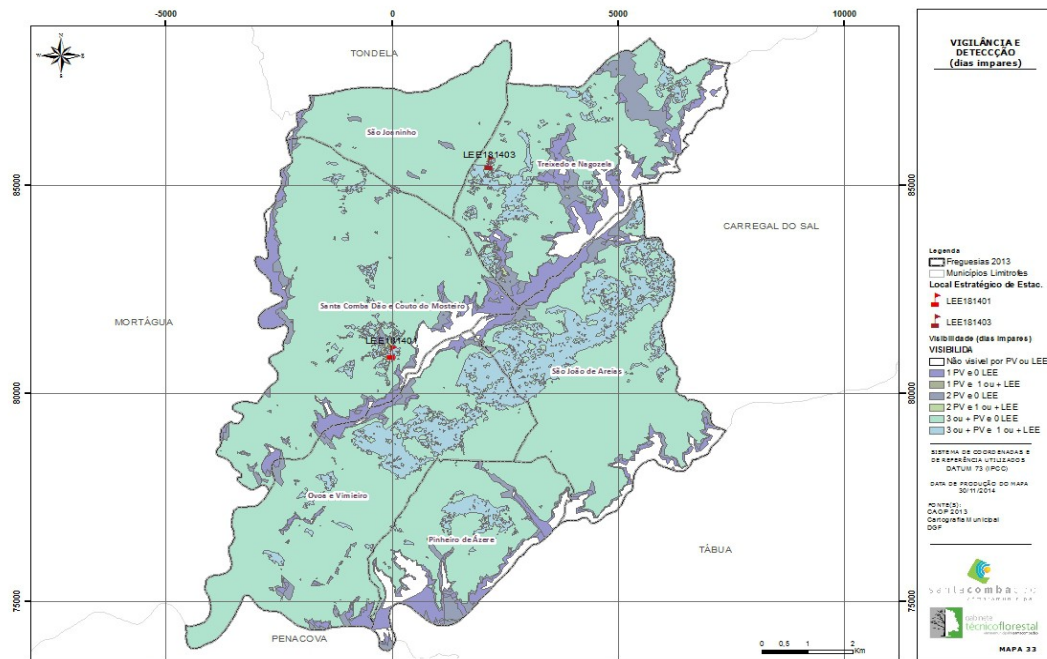 -5000 0 5000 10000
TONDELA
São Joaninho
LEE181403
Treixedo e Nagozela
85000 85000
CARREGAL DO SAL
Santa Comba Dão e Couto do Mosteiro
MORTÁGUA
LEE181401
São João de Areias
80000 80000
Ovoa e Vimieiro
Pinheiro de Ázere
TÁBUA
75000 75000
PENACOVA
0 0,5 1 2
Km
VIGILÂNCIA E
DETECÇÃO
(dias impares)
Legenda
Freguesias 2013
Municípios Limitrofes
Local Estratégico de Estac.
LEE181401
LEE181403
Visibilidade (dias impares)
VISIBILIDA
Não visivel por PV ou LEE
1 PV e 0 LEE
1 PV e 1 ou + LEE
2 PV e 0 LEE
2 PV e 1 ou + LEE
3 ou + PV e 0 LEE
3 ou + PV e 1 ou + LEE
SISTEMA DE COORDENADAS E
DE REFERÊNCIA UTILIZADOS
DATUM 73 (IPCC)
DATA DE PRODUÇÃO DO MAPA
30/11/2014
FONTE(S):
CAOP 2013
Cartografia Municipal
DGF
santacombadão
gabinete
técnicoflorestal
MAPA 33